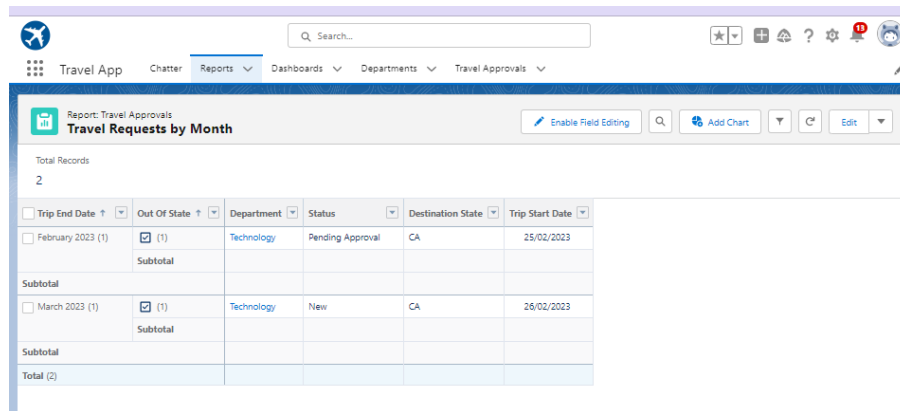 Search...
13
Travel App Chatter Reports Dashboards Departments Travel Approvals
Report: Travel Approvals
Travel Requests by Month
Enable Field Editing Add Chart Edit
Total Records
2
Trip End Date ↑ Out Of State ↑ Department Status Destination State Trip Start Date
February 2023 (1) (1) Technology Pending Approval CA 25/02/2023
Subtotal
Subtotal
March 2023 (1) (1) Technology New CA 26/02/2023
Subtotal
Subtotal
Total (2)